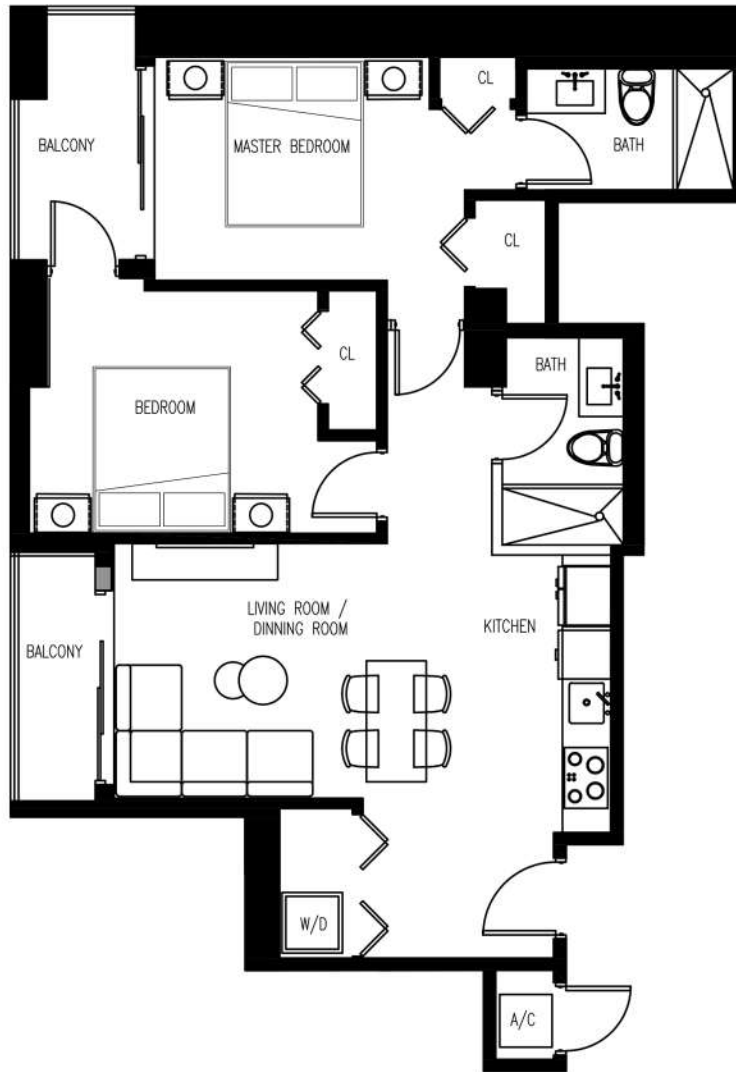 CL
BALCONY
MASTER BEDROOM
BATH
CL
CL
BATH
BEDROOM
LIVING ROOM /
DINNING ROOM
KITCHEN
BALCONY
W/D
A/C